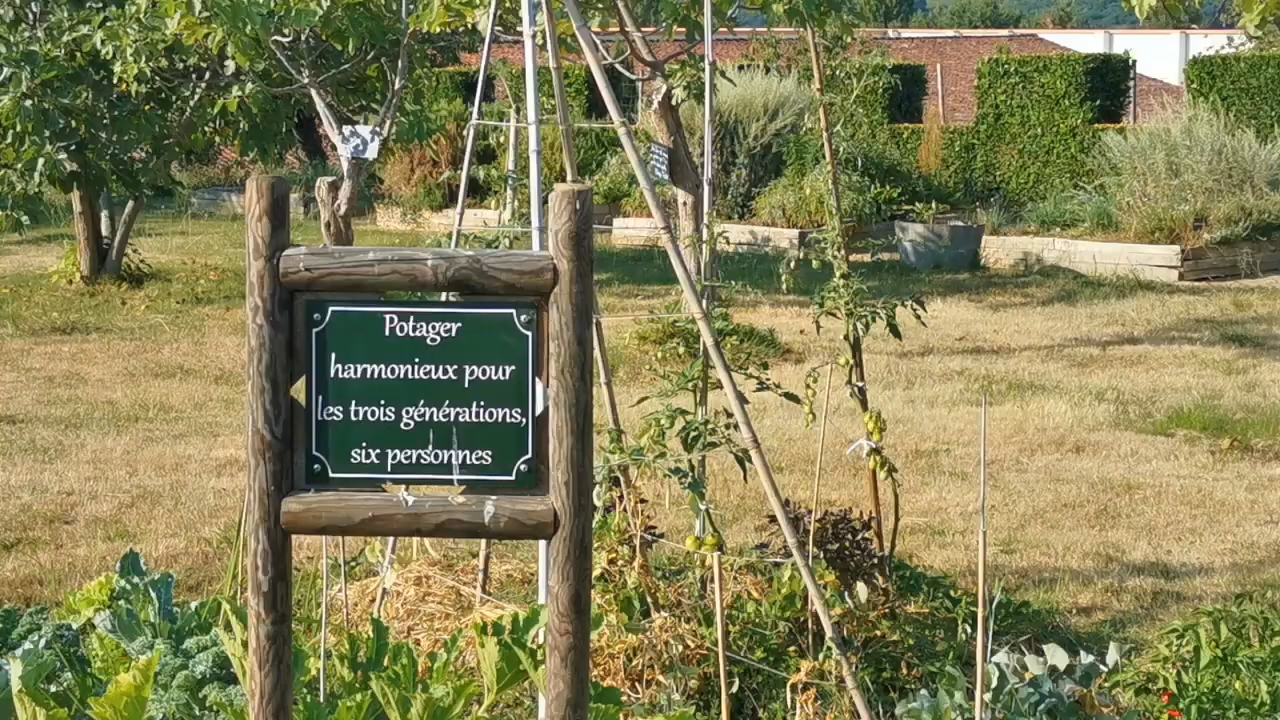 Potager
harmonieux pour
les trois générations,
six personnes